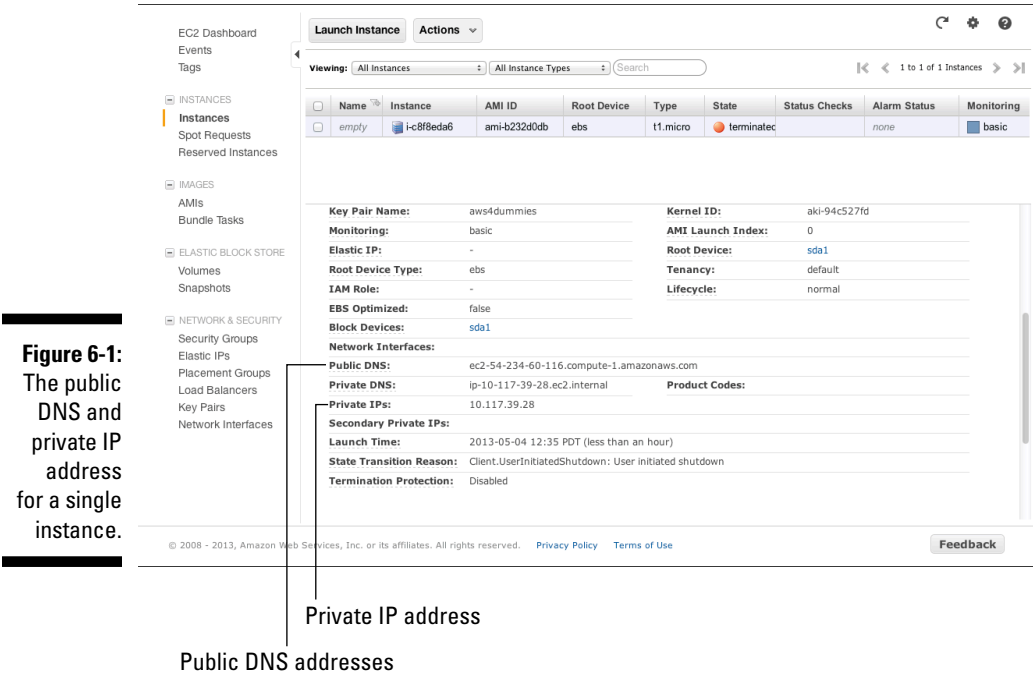 EC2 Dashboard
Events
Tags
INSTANCES
Instances
Spot Requests
Reserved Instances
IMAGES
AMIs
Bundle Tasks
ELASTIC BLOCK STORE
Volumes
Snapshots
NETWORK & SECURITY
Security Groups
Elastic IPs
Placement Groups
Load Balancers
Key Pairs
Network Interfaces
Launch Instance Actions
Viewing: All Instances All Instance Types Search 1 to 1 of 1 Instances
Name Instance AMI ID Root Device Type State Status Checks Alarm Status Monitoring
empty i-c8f8eda6 ami-b232d0db ebs t1.micro terminated none basic
Key Pair Name: aws4dummies Kernel ID: aki-94c527fd
Monitoring: basic AMI Launch Index: 0
Elastic IP: - Root Device: sda1
Root Device Type: ebs Tenancy: default
IAM Role: - Lifecycle: normal
EBS Optimized: false
Block Devices: sda1
Network Interfaces:
Public DNS: ec2-54-234-60-116.compute-1.amazonaws.com
Private DNS: ip-10-117-39-28.ec2.internal Product Codes:
Private IPs: 10.117.39.28
Secondary Private IPs:
Launch Time: 2013-05-04 12:35 PDT (less than an hour)
State Transition Reason: Client.UserInitiatedShutdown: User initiated shutdown
Termination Protection: Disabled
© 2008 - 2013, Amazon Web Services, Inc. or its affiliates. All rights reserved. Privacy Policy Terms of Use Feedback
Figure 6-1:
The public
DNS and
private IP
address
for a single
instance.
Private IP address
Public DNS addresses